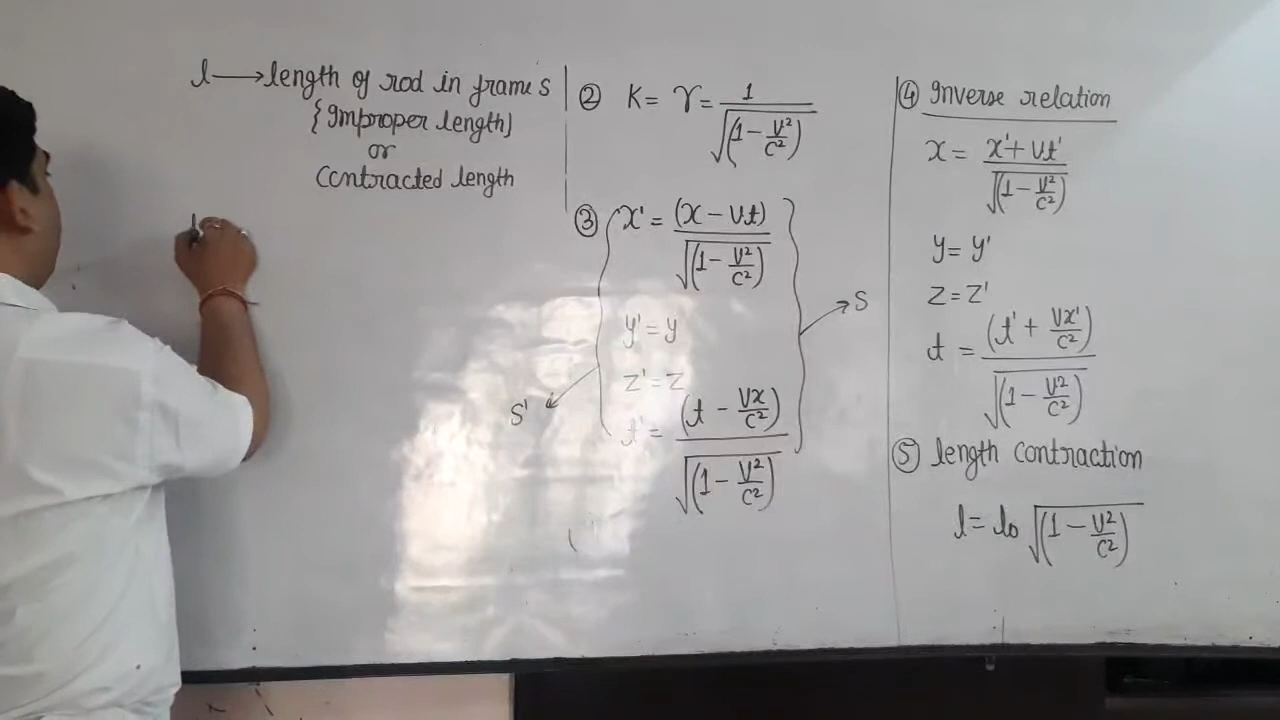 l → length of rod in frame S
{Improper length}
or
Contracted length
② K = γ = 1/√(1 - V²/C²)
③ x' = (x - Vt)/√(1 - V²/C²)
y' = y
z' = z
t' = (t - Vx/C²)/√(1 - V²/C²)
→ S
S'
④ Inverse relation
x = x' + Vt'/√(1 - V²/C²)
y = y'
z = z'
t = (t' + Vx'/C²)/√(1 - V²/C²)
⑤ length contraction
l = lo √(1 - V²/C²)